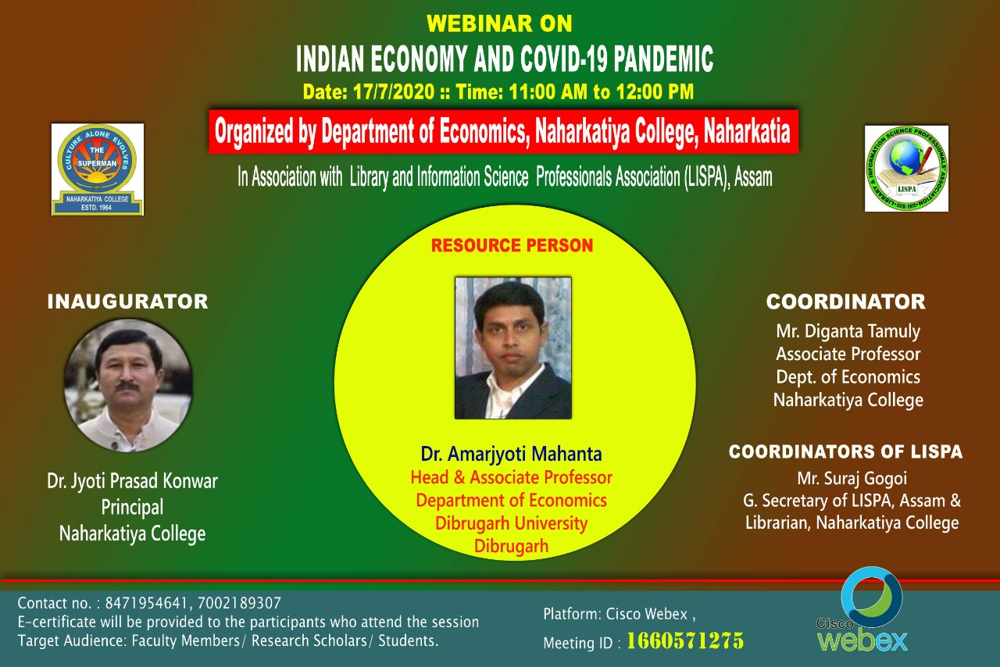 WEBINAR ON
INDIAN ECONOMY AND COVID-19 PANDEMIC
Date: 17/7/2020 :: Time: 11:00 AM to 12:00 PM
Organized by Department of Economics, Naharkatiya College, Naharkatia
In Association with Library and Information Science Professionals Association (LISPA), Assam
CULTURE ALONE EVOLVES
THE
SUPERMAN
NAHARKATIYA COLLEGE
ESTD. 1964
LIBRARY & INFORMATION SCIENCE PROFESSIONALS' ASSOCIATION
LISPA
RESOURCE PERSON
Dr. Amarjyoti Mahanta
Head & Associate Professor
Department of Economics
Dibrugarh University
Dibrugarh
INAUGURATOR
Dr. Jyoti Prasad Konwar
Principal
Naharkatiya College
COORDINATOR
Mr. Diganta Tamuly
Associate Professor
Dept. of Economics
Naharkatiya College
COORDINATORS OF LISPA
Mr. Suraj Gogoi
G. Secretary of LISPA, Assam &
Librarian, Naharkatiya College
Contact no. : 8471954641, 7002189307
E-certificate will be provided to the participants who attend the session
Target Audience: Faculty Members/ Research Scholars/ Students.
Platform: Cisco Webex ,
Meeting ID : 1660571275
Cisco
webex